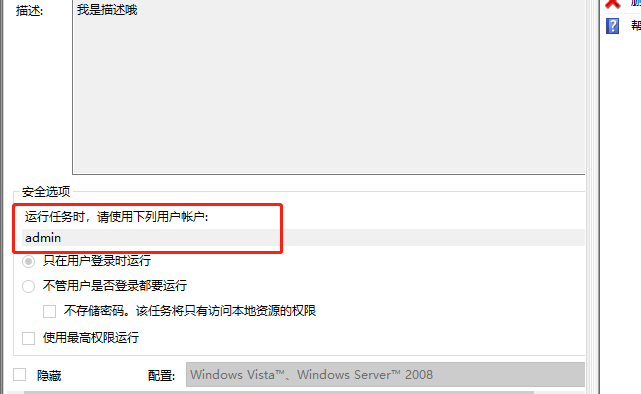 描述:
我是描述哦
安全选项
运行任务时，请使用下列用户帐户:
admin
只在用户登录时运行
不管用户是否登录都要运行
不存储密码。该任务将只有访问本地资源的权限
使用最高权限运行
隐藏
配置:
Windows Vista™、Windows Server™ 2008